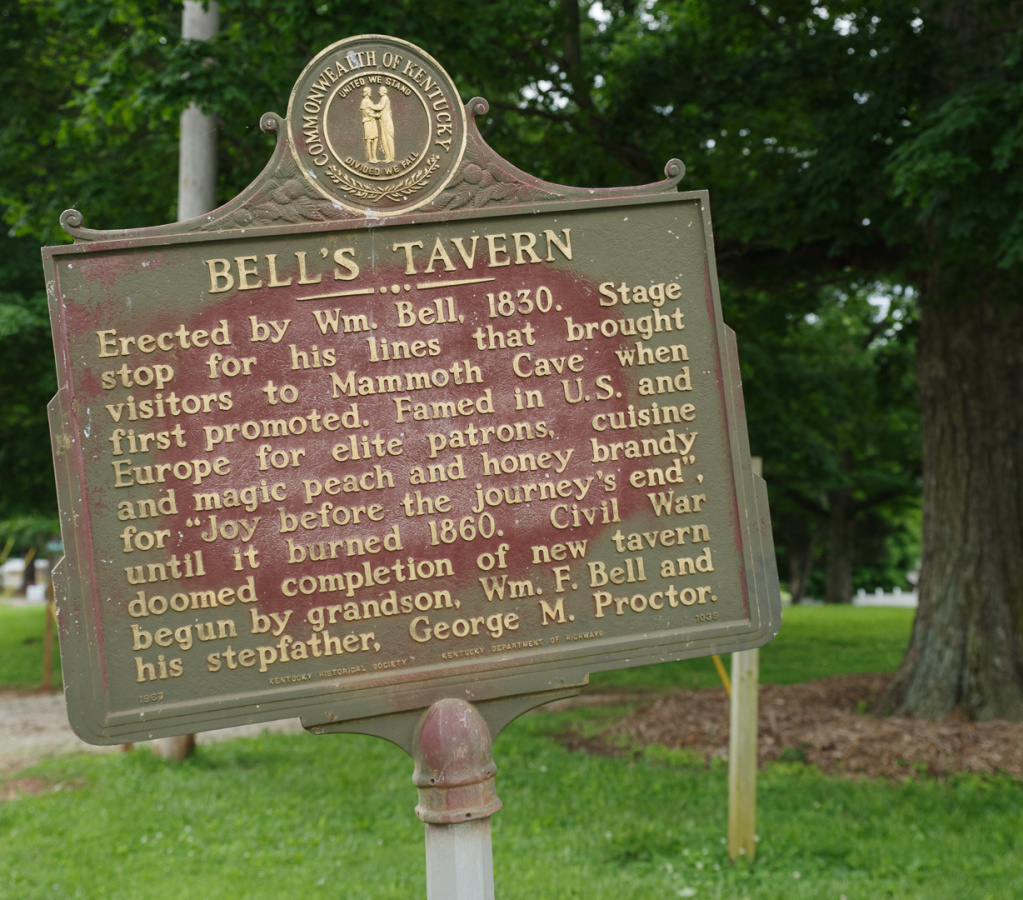 COMMONWEALTH OF KENTUCKY
UNITED WE STAND
DIVIDED WE FALL
BELL'S TAVERN
Erected by Wm. Bell, 1830. Stage
stop for his lines that brought
visitors to Mammoth Cave when
first promoted. Famed in U.S. and
Europe for elite patrons, cuisine
and magic peach and honey brandy
for "Joy before the journey's end",
until it burned 1860. Civil War
doomed completion of new tavern
begun by grandson, Wm. F. Bell and
his stepfather, George M. Proctor.
1967 KENTUCKY HISTORICAL SOCIETY KENTUCKY DEPARTMENT OF HIGHWAYS 1039